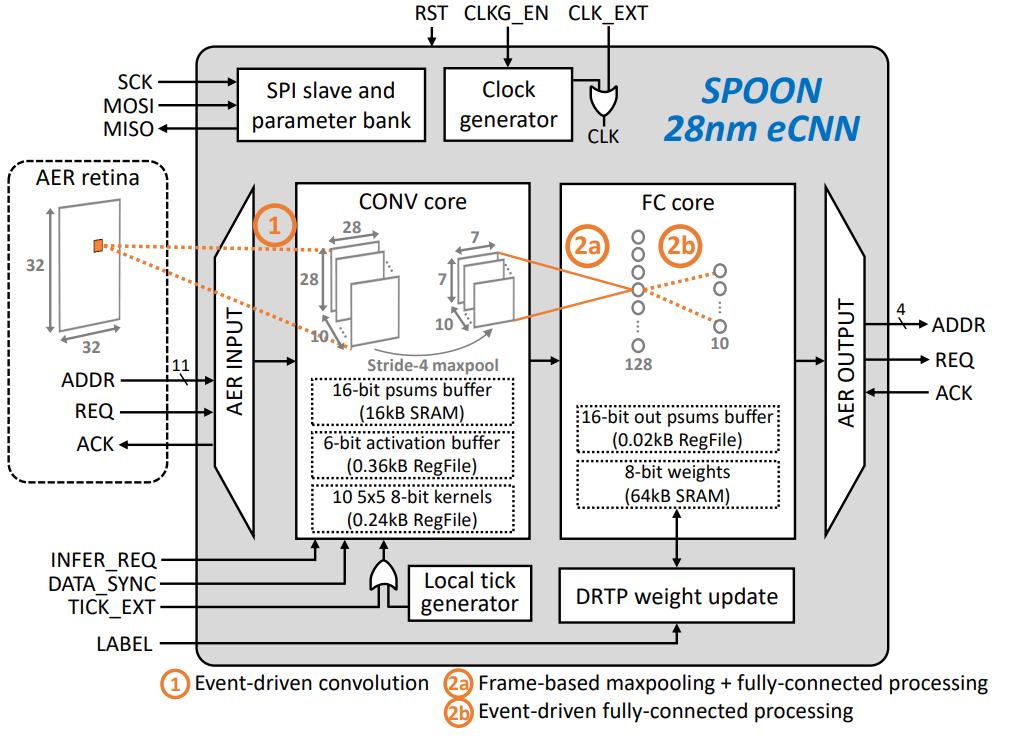 RST CLKG_EN CLK_EXT
SCK
MOSI
MISO
SPI slave and
parameter bank
Clock
generator
CLK
SPOON
28nm eCNN
AER retina
32
32
ADDR
11
REQ
ACK
AER INPUT
1
CONV core
28
28
10
7
7
10
Stride-4 maxpool
16-bit psums buffer
(16kB SRAM)
6-bit activation buffer
(0.36kB RegFile)
10 5x5 8-bit kernels
(0.24kB RegFile)
FC core
2a
2b
128
10
16-bit out psums buffer
(0.02kB RegFile)
8-bit weights
(64kB SRAM)
AER OUTPUT
4
ADDR
REQ
ACK
INFER_REQ
DATA_SYNC
TICK_EXT
LABEL
Local tick
generator
DRTP weight update
1 Event-driven convolution
2a Frame-based maxpooling + fully-connected processing
2b Event-driven fully-connected processing